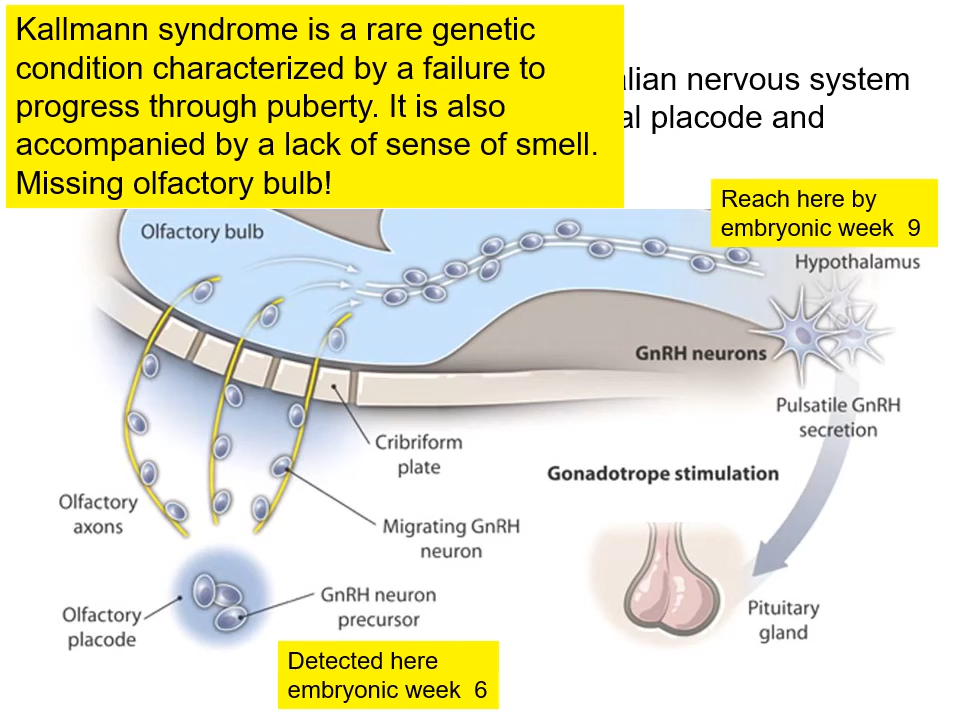 Kallmann syndrome is a rare genetic
condition characterized by a failure to
progress through puberty. It is also
accompanied by a lack of sense of smell.
Missing olfactory bulb!
nervous system
placode and
Reach here by
embryonic week 9
Olfactory bulb
Hypothalamus
GnRH neurons
Pulsatile GnRH
secretion
Cribriform
plate
Gonadotrope stimulation
Olfactory
axons
Migrating GnRH
neuron
GnRH neuron
precursor
Olfactory
placode
Pituitary
gland
Detected here
embryonic week 6